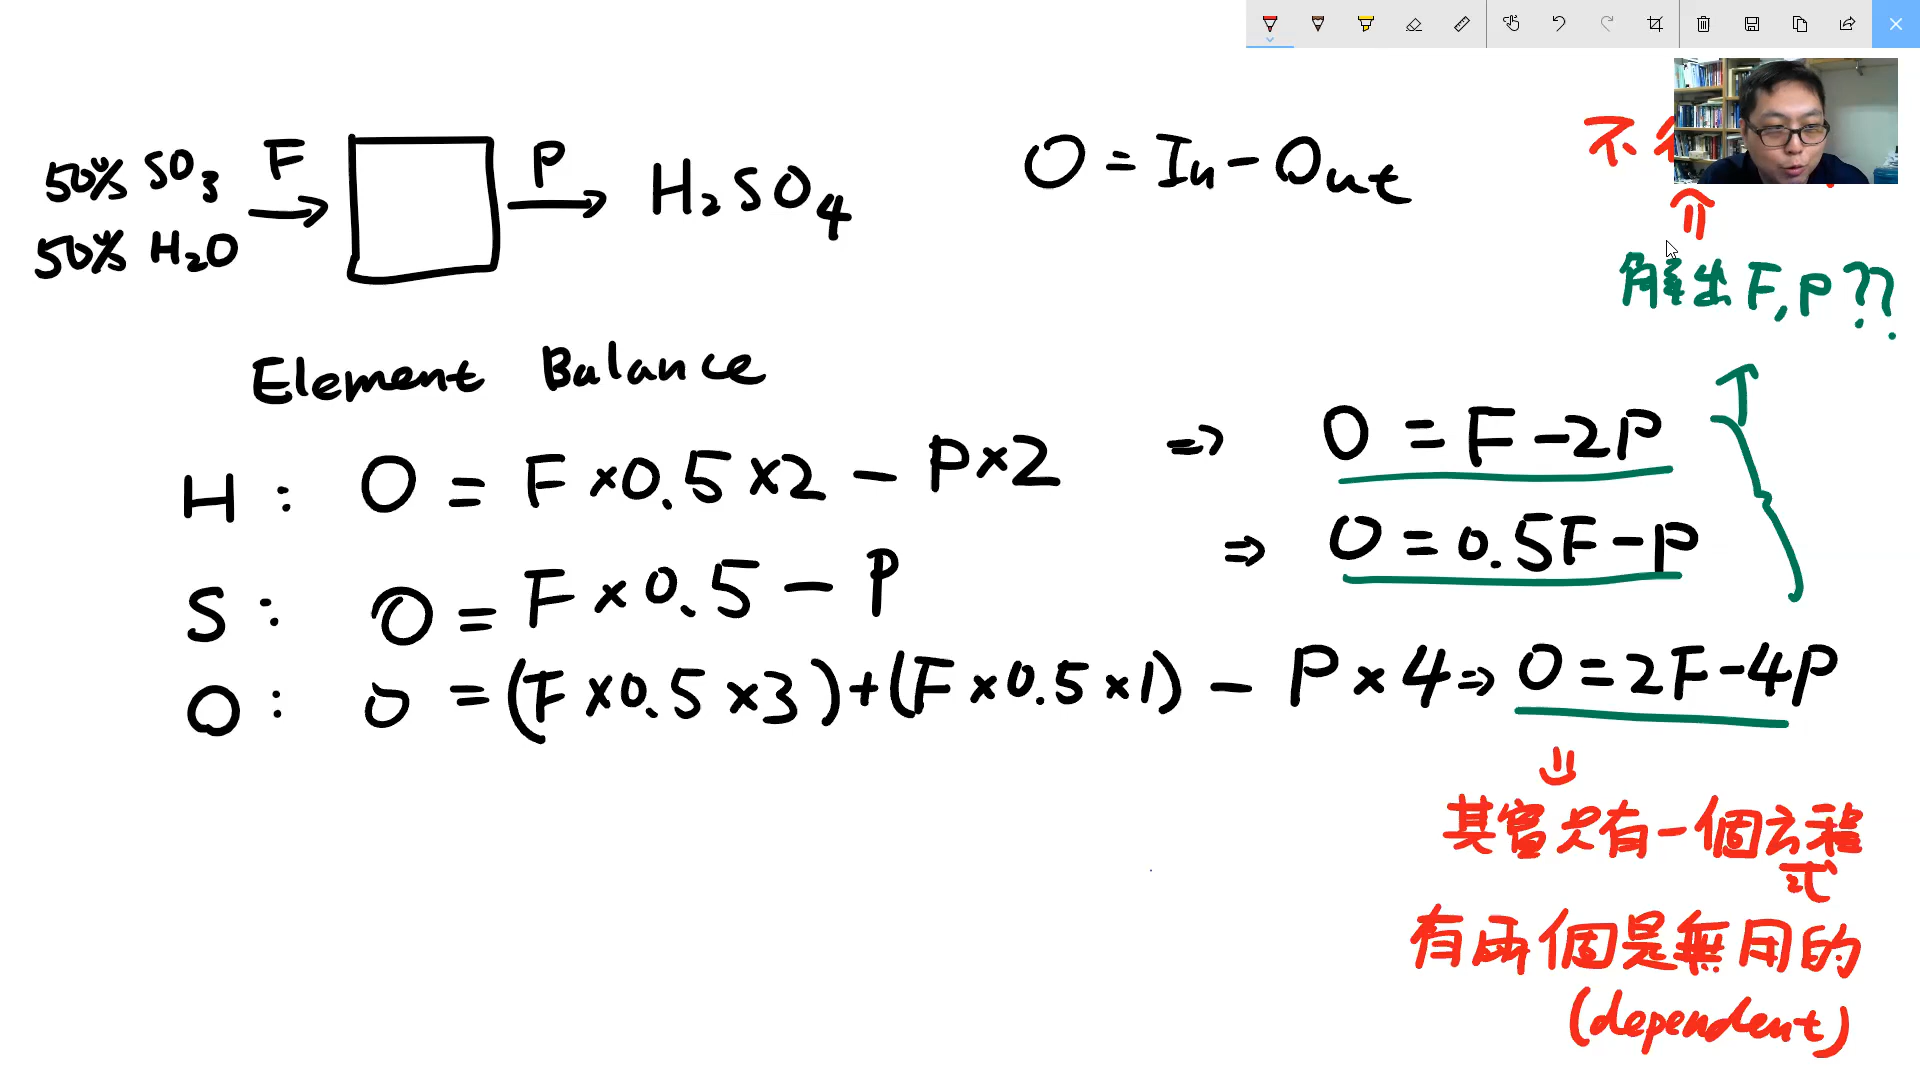 50% SO3 F P H2SO4
50% H2O
0 = In - Out
不
解出 F, P ??
Element Balance
H : 0 = F×0.5×2 - P×2 ⇒ 0 = F-2P
S : 0 = F×0.5 - P ⇒ 0 = 0.5F-P
O : 0 = (F×0.5×3)+(F×0.5×1) - P×4 ⇒ 0=2F-4P
其實只有一個方程
式
有兩個是無用的
(dependent)